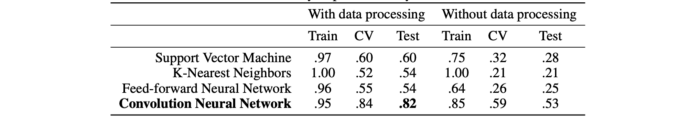 With data processing Without data processing
Train CV Test Train CV Test
Support Vector Machine .97 .60 .60 .75 .32 .28
K-Nearest Neighbors 1.00 .52 .54 1.00 .21 .21
Feed-forward Neural Network .96 .55 .54 .64 .26 .25
Convolution Neural Network .95 .84 .82 .85 .59 .53